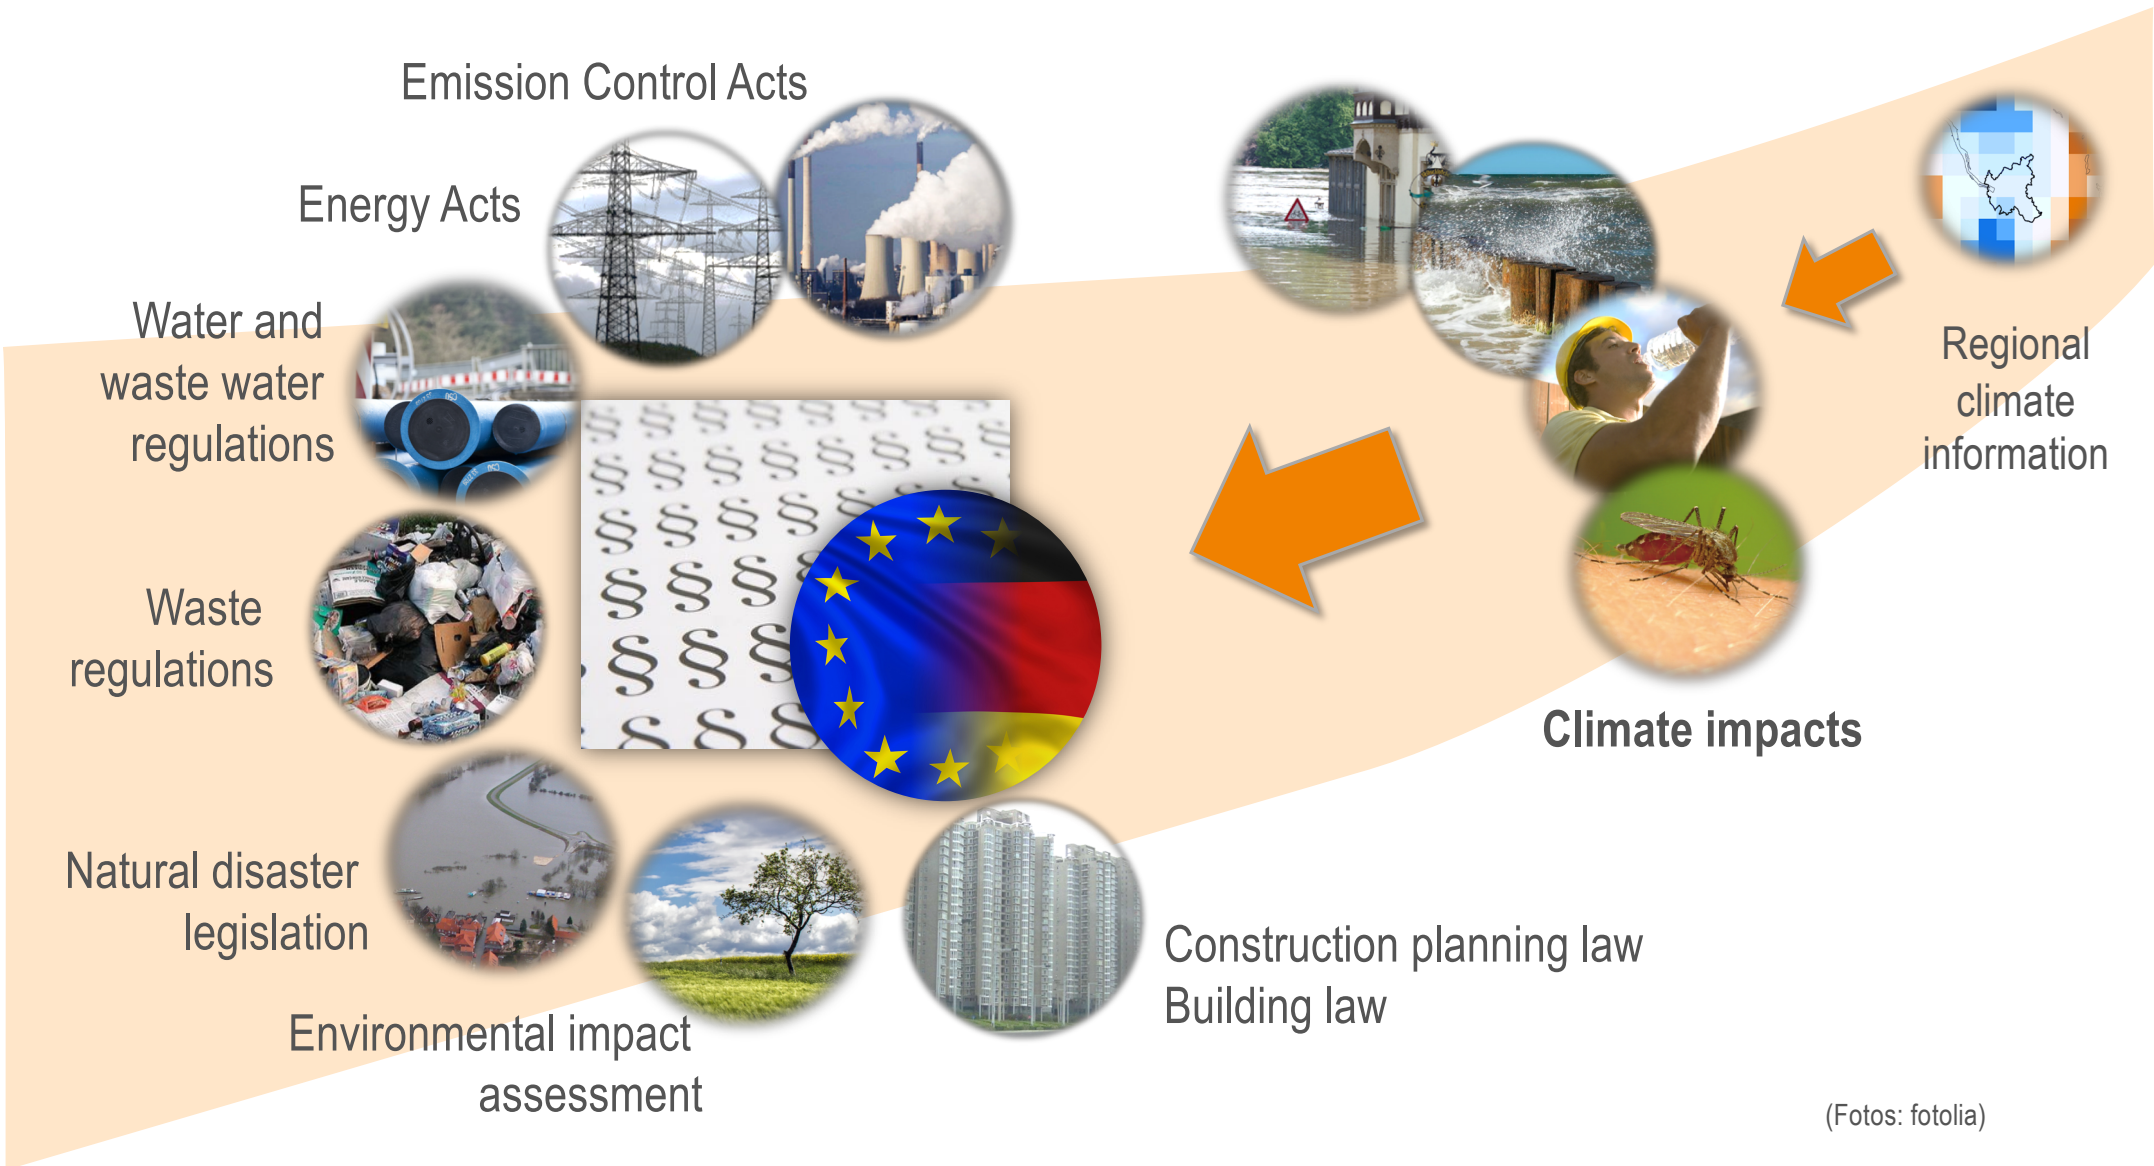 Emission Control Acts
Energy Acts
Water and
waste water
regulations
Waste
regulations
Natural disaster
legislation
Environmental impact
assessment
Construction planning law
Building law
Climate impacts
Regional
climate
information
§ § § § § § §
§ § § § § § §
§ § § § § § §
§ § § §
§ § §
§ § §
(Fotos: fotolia)